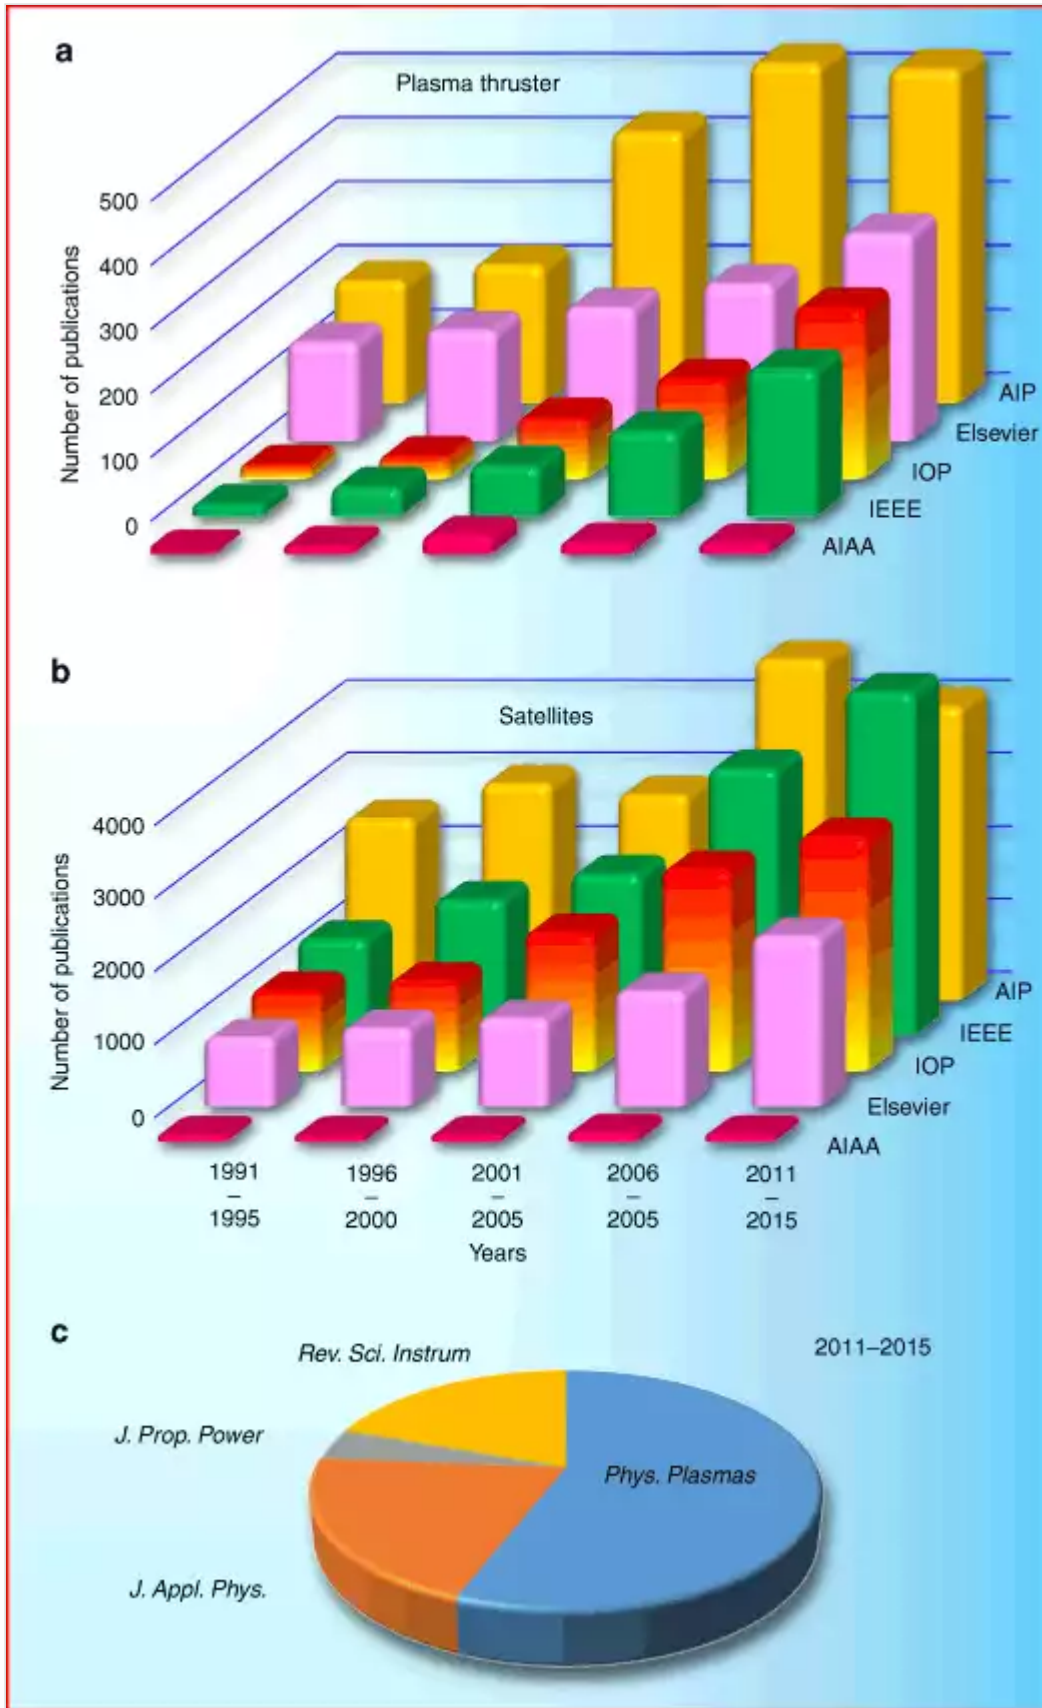 a
Plasma thruster
Number of publications
500
400
300
200
100
0
AIP
Elsevier
IOP
IEEE
AIAA
b
Satellites
Number of publications
4000
3000
2000
1000
0
AIP
IEEE
IOP
Elsevier
AIAA
1991 – 1995
1996 – 2000
2001 – 2005
2006 – 2005
2011 – 2015
Years
c
2011–2015
Rev. Sci. Instrum
J. Prop. Power
Phys. Plasmas
J. Appl. Phys.